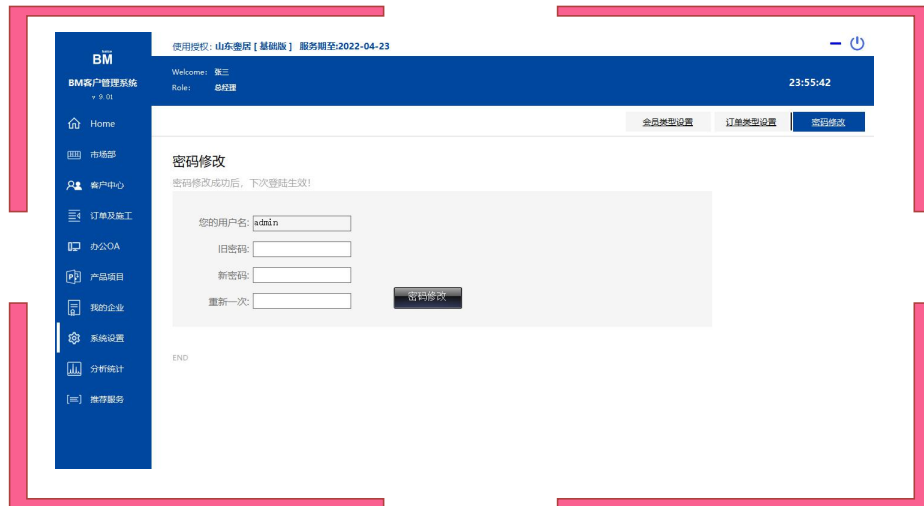 使用授权: 山东銮居 [ 基础版 ] 服务期至:2022-04-23
BM
BM客户管理系统
v 9.01
Welcome: 张三
Role: 总经理
23:55:42
会员类型设置 订单类型设置 密码修改
Home
市场部
客户中心
订单及施工
办公OA
产品项目
我的企业
系统设置
分析统计
推荐服务
密码修改
密码修改成功后，下次登陆生效!
您的用户名: admin
旧密码:
新密码:
重新一次:
密码修改
END